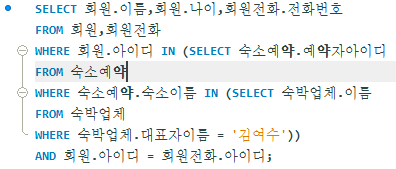 SELECT 회원.이름,회원.나이,회원전화.전화번호
FROM 회원,회원전화
WHERE 회원.아이디 IN (SELECT 숙소예약.예약자아이디
FROM 숙소예약
WHERE 숙소예약.숙소이름 IN (SELECT 숙박업체.이름
FROM 숙박업체
WHERE 숙박업체.대표자이름 = '김여수'))
AND 회원.아이디 = 회원전화.아이디;